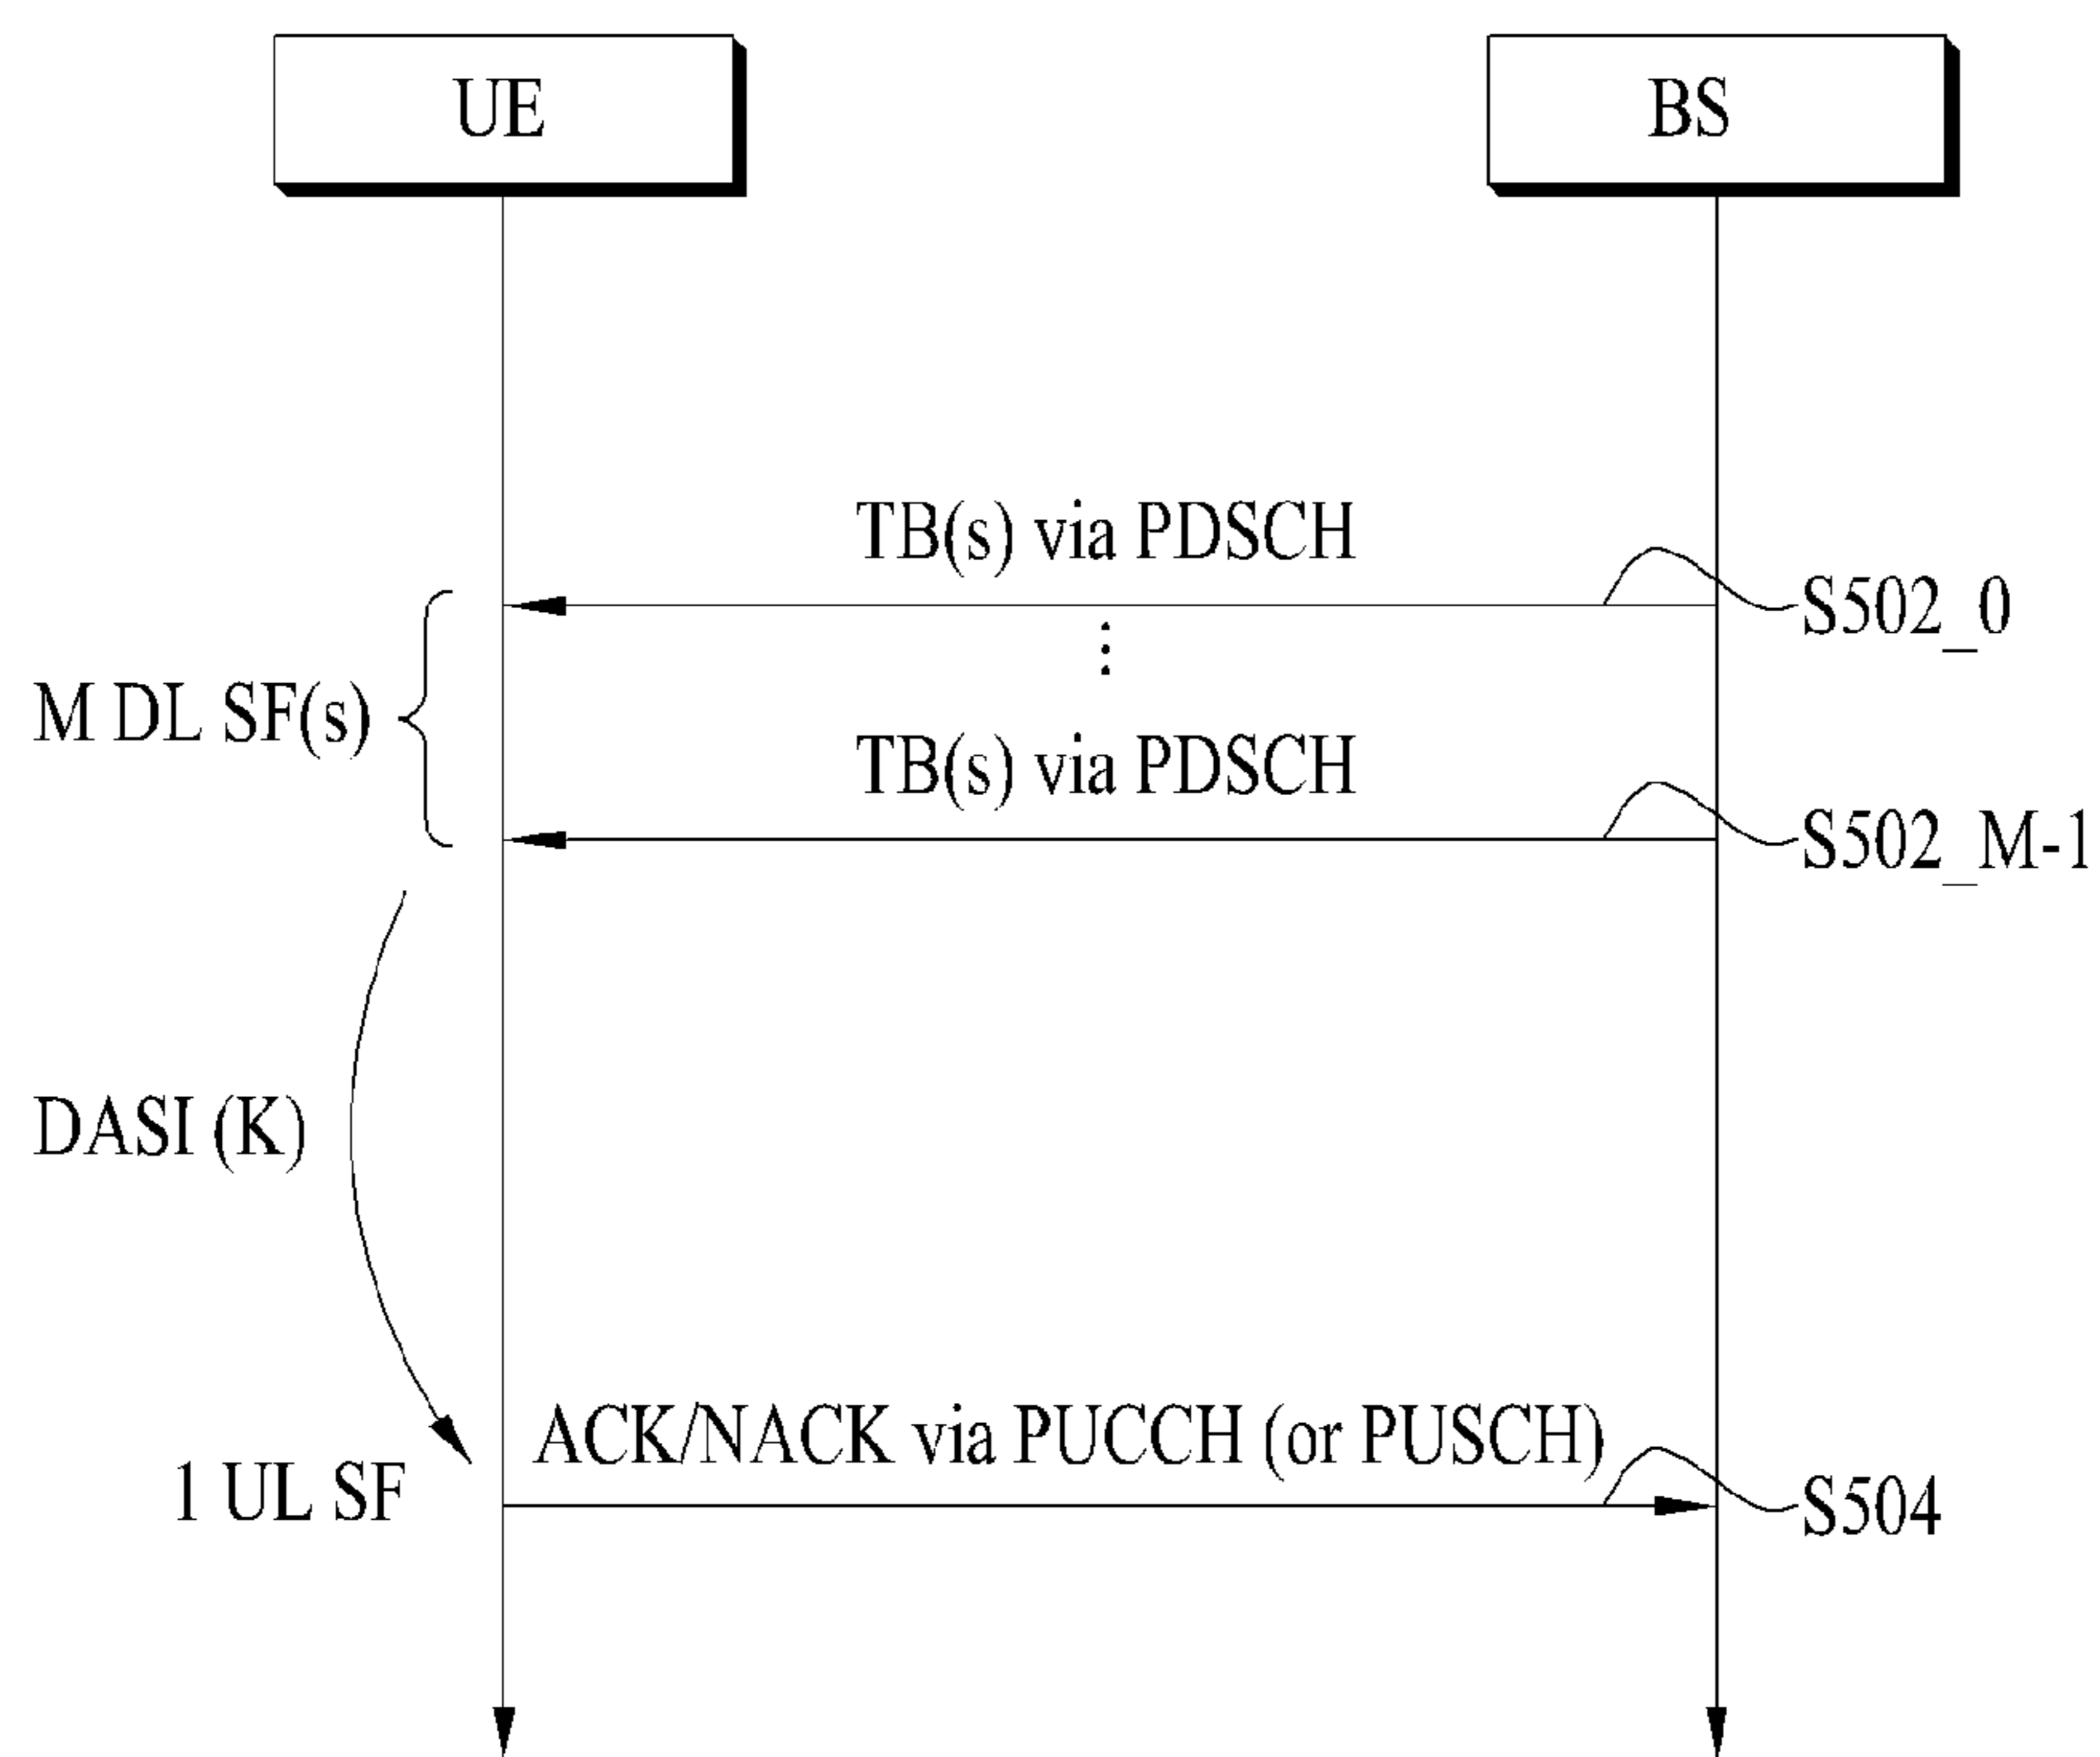 UE
BS
TB(s) via PDSCH
S502_0
M DL SF(s)
TB(s) via PDSCH
S502_M-1
DASI (K)
ACK/NACK via PUCCH (or PUSCH)
1 UL SF
S504